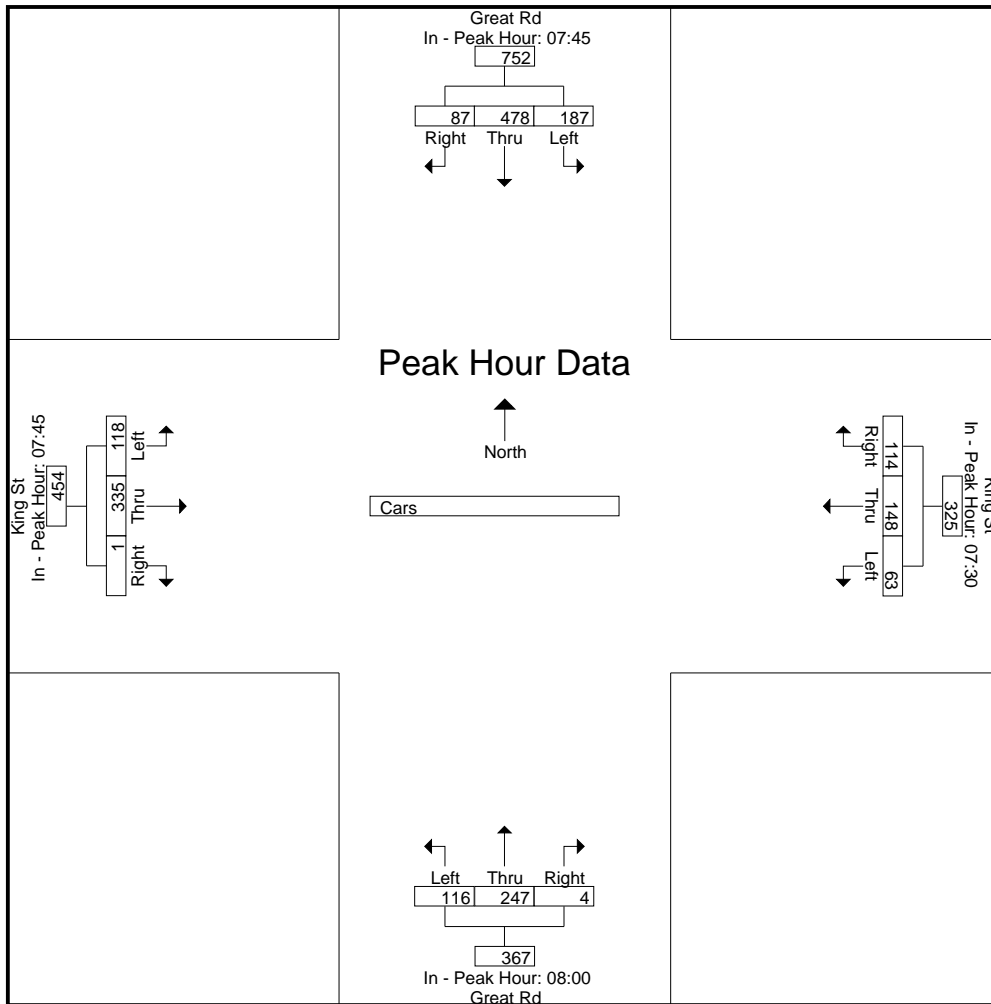 Great Rd
In - Peak Hour: 07:45
752
87 478 187
Right Thru Left
Peak Hour Data
North
Cars
King St
In - Peak Hour: 07:45
454
118 335 1
Left Thru Right
King St
In - Peak Hour: 07:30
325
114 148 63
Right Thru Left
Left Thru Right
116 247 4
367
In - Peak Hour: 08:00
Great Rd